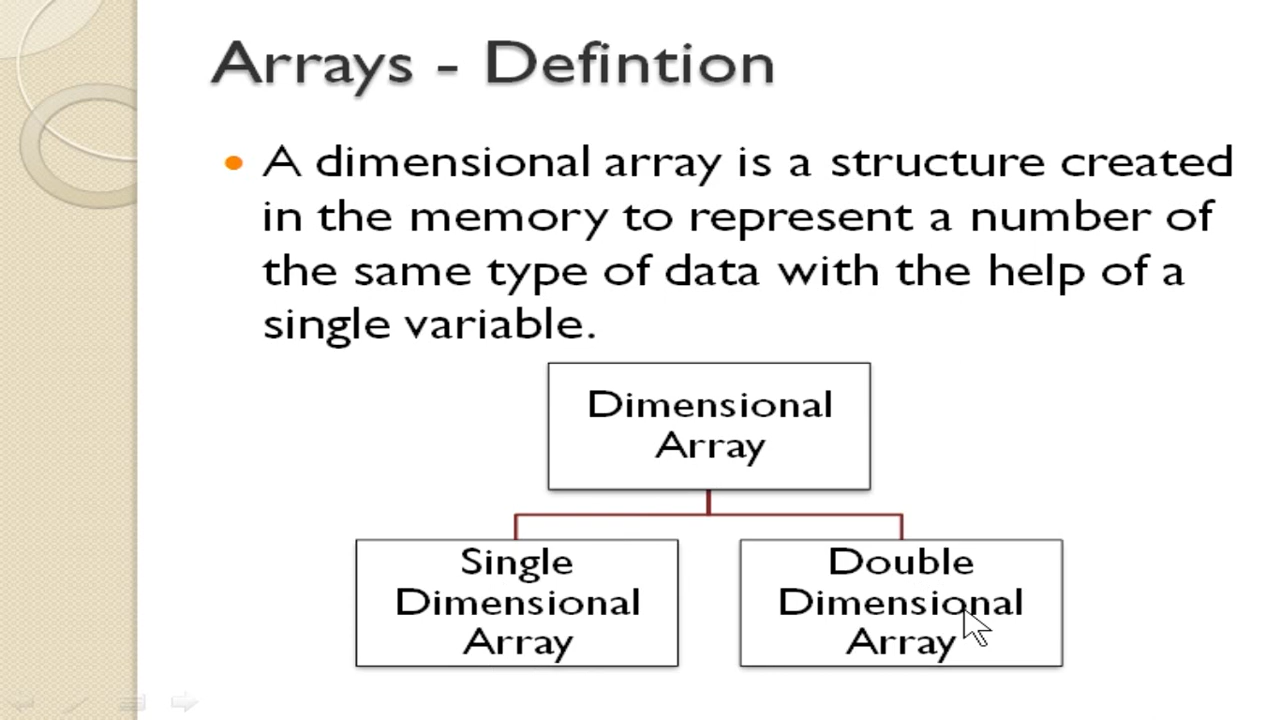 Arrays - Defintion
• A dimensional array is a structure created
in the memory to represent a number of
the same type of data with the help of a
single variable.
Dimensional
Array
Single
Dimensional
Array
Double
Dimensional
Array